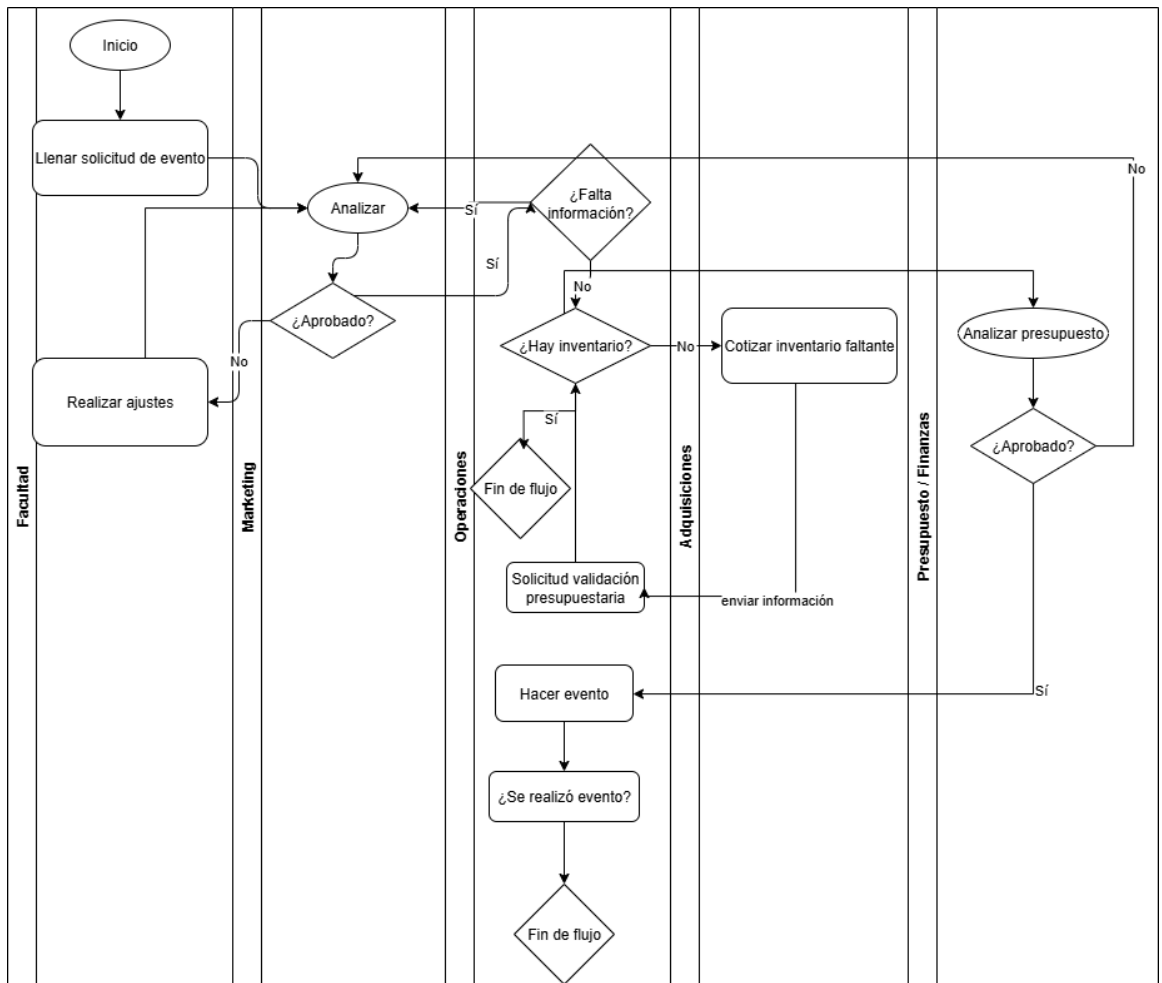 Inicio
Llenar solicitud de evento
Analizar
¿Falta
información?
No
Sí
Sí
No
¿Aprobado?
No
¿Hay inventario?
No
Cotizar inventario faltante
Analizar presupuesto
Realizar ajustes
Sí
¿Aprobado?
Fin de flujo
Facultad
Marketing
Operaciones
Adquisiciones
Presupuesto / Finanzas
Solicitud validación
presupuestaria
enviar información
Hacer evento
Sí
¿Se realizó evento?
Fin de flujo